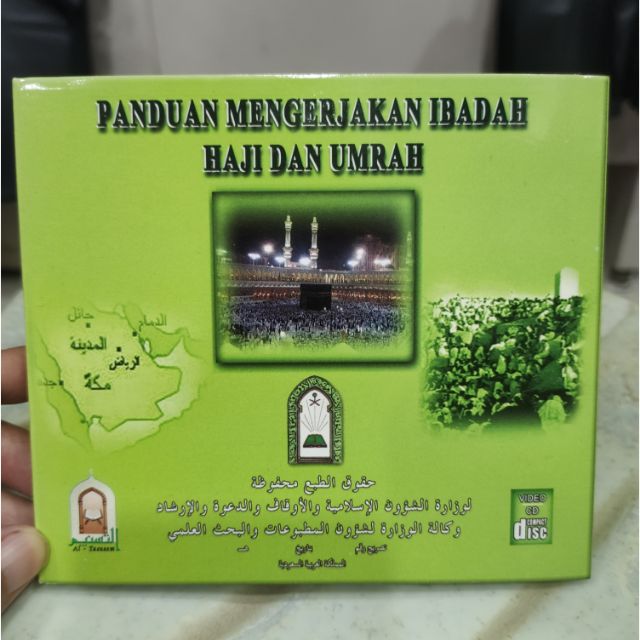 PANDUAN MENGERJAKAN IBADAH
HAJI DAN UMRAH
حائل
الدمام
المدينة
الرياض
جدة
مكة
حقوق الطبع محفوظة
لوزارة الشؤون الإسلامية والأوقاف والدعوة والإرشاد
وكالة الوزارة لشؤون المطبوعات والبحث العلمي
تصريح رقم بتاريخ هـ
المملكة العربية السعودية
Al - Tasneem
VIDEO
CD
COMPACT
disc